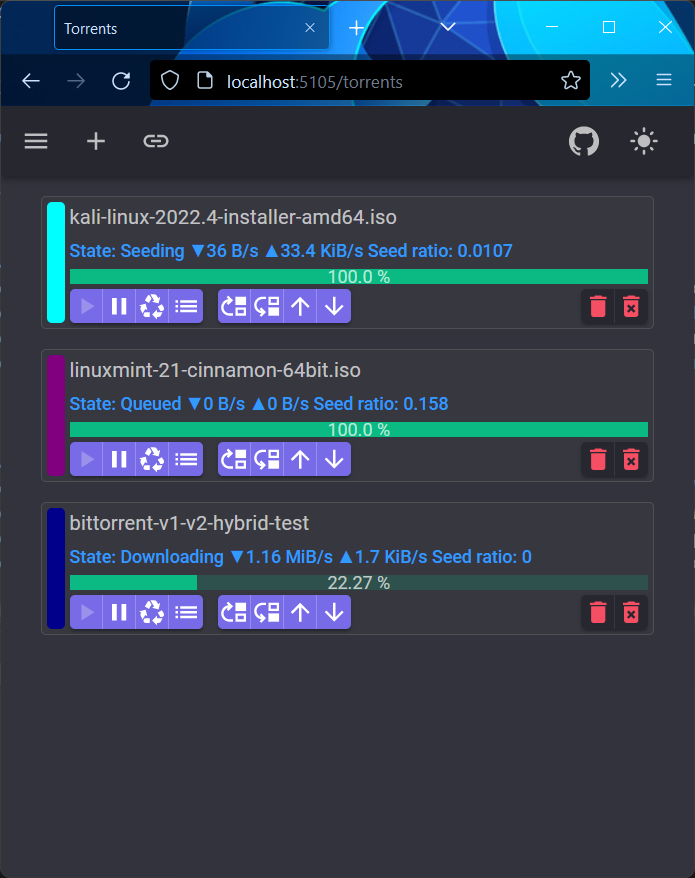 Torrents
localhost:5105/torrents
kali-linux-2022.4-installer-amd64.iso
State: Seeding ▼36 B/s ▲33.4 KiB/s Seed ratio: 0.0107
100.0 %
linuxmint-21-cinnamon-64bit.iso
State: Queued ▼0 B/s ▲0 B/s Seed ratio: 0.158
100.0 %
bittorrent-v1-v2-hybrid-test
State: Downloading ▼1.16 MiB/s ▲1.7 KiB/s Seed ratio: 0
22.27 %